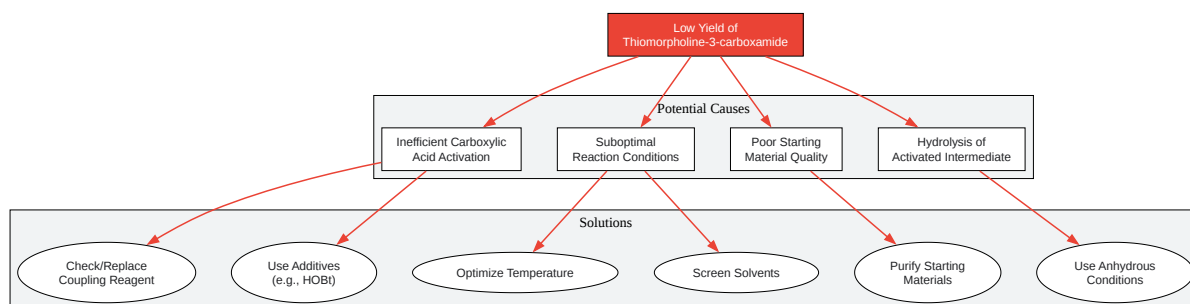 Low Yield of
Thiomorpholine-3-carboxamide
Potential Causes
Inefficient Carboxylic
Acid Activation
Suboptimal
Reaction Conditions
Poor Starting
Material Quality
Hydrolysis of
Activated Intermediate
Solutions
Check/Replace
Coupling Reagent
Use Additives
(e.g., HOBt)
Optimize Temperature
Screen Solvents
Purify Starting
Materials
Use Anhydrous
Conditions